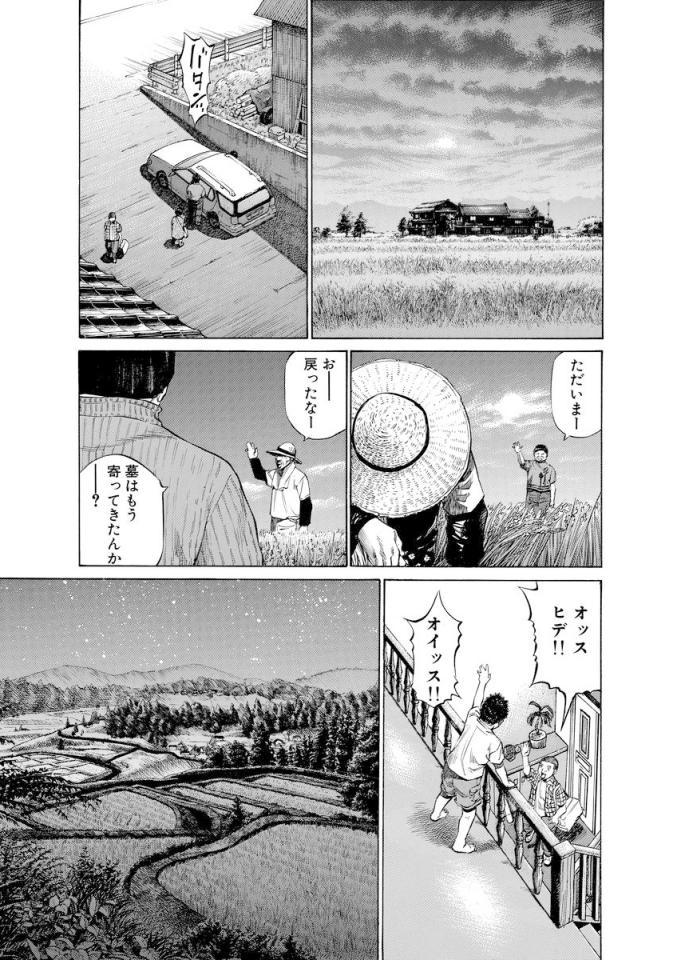 バタン
ただいまー
おー
戻ったなー
墓はもう
寄ってきたんか
ー？
オッス
ヒデ!!
オイッス!!